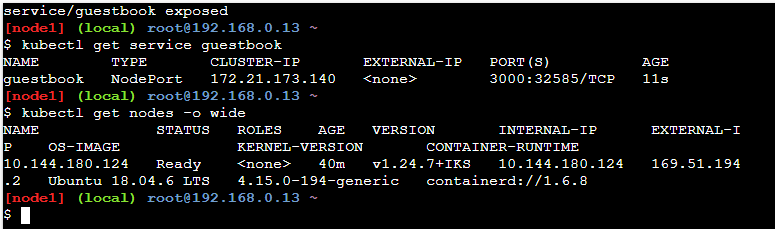 service/guestbook exposed
[node1] (local) root@192.168.0.13 ~
$ kubectl get service guestbook
NAME        TYPE       CLUSTER-IP       EXTERNAL-IP   PORT(S)          AGE
guestbook   NodePort   172.21.173.140   <none>        3000:32585/TCP   11s
[node1] (local) root@192.168.0.13 ~
$ kubectl get nodes -o wide
NAME             STATUS   ROLES    AGE   VERSION       INTERNAL-IP      EXTERNAL-I
P   OS-IMAGE             KERNEL-VERSION      CONTAINER-RUNTIME
10.144.180.124   Ready    <none>   40m   v1.24.7+IKS   10.144.180.124   169.51.194
.2   Ubuntu 18.04.6 LTS   4.15.0-194-generic   containerd://1.6.8
[node1] (local) root@192.168.0.13 ~
$